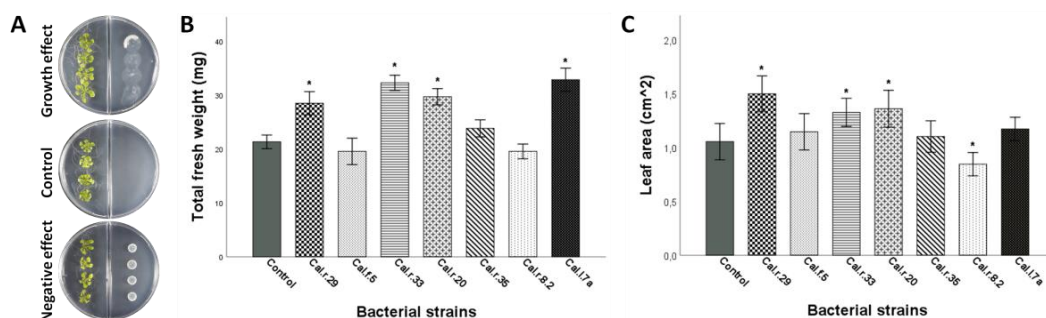 A
Growth effect
Control
Negative effect
B
Total fresh weight (mg)
40
30
20
10
0
*
*
*
*
Control
Cal.r.29
Cal.f.5
Cal.r.33
Cal.r.20
Cal.r.35
Cal.r.8.2
Cal.l.7a
Bacterial strains
C
Leaf area (cm^2)
2,0
1,5
1,0
0,5
0,0
*
*
*
*
Control
Cal.r.29
Cal.f.5
Cal.r.33
Cal.r.20
Cal.r.35
Cal.r.8.2
Cal.l.7a
Bacterial strains